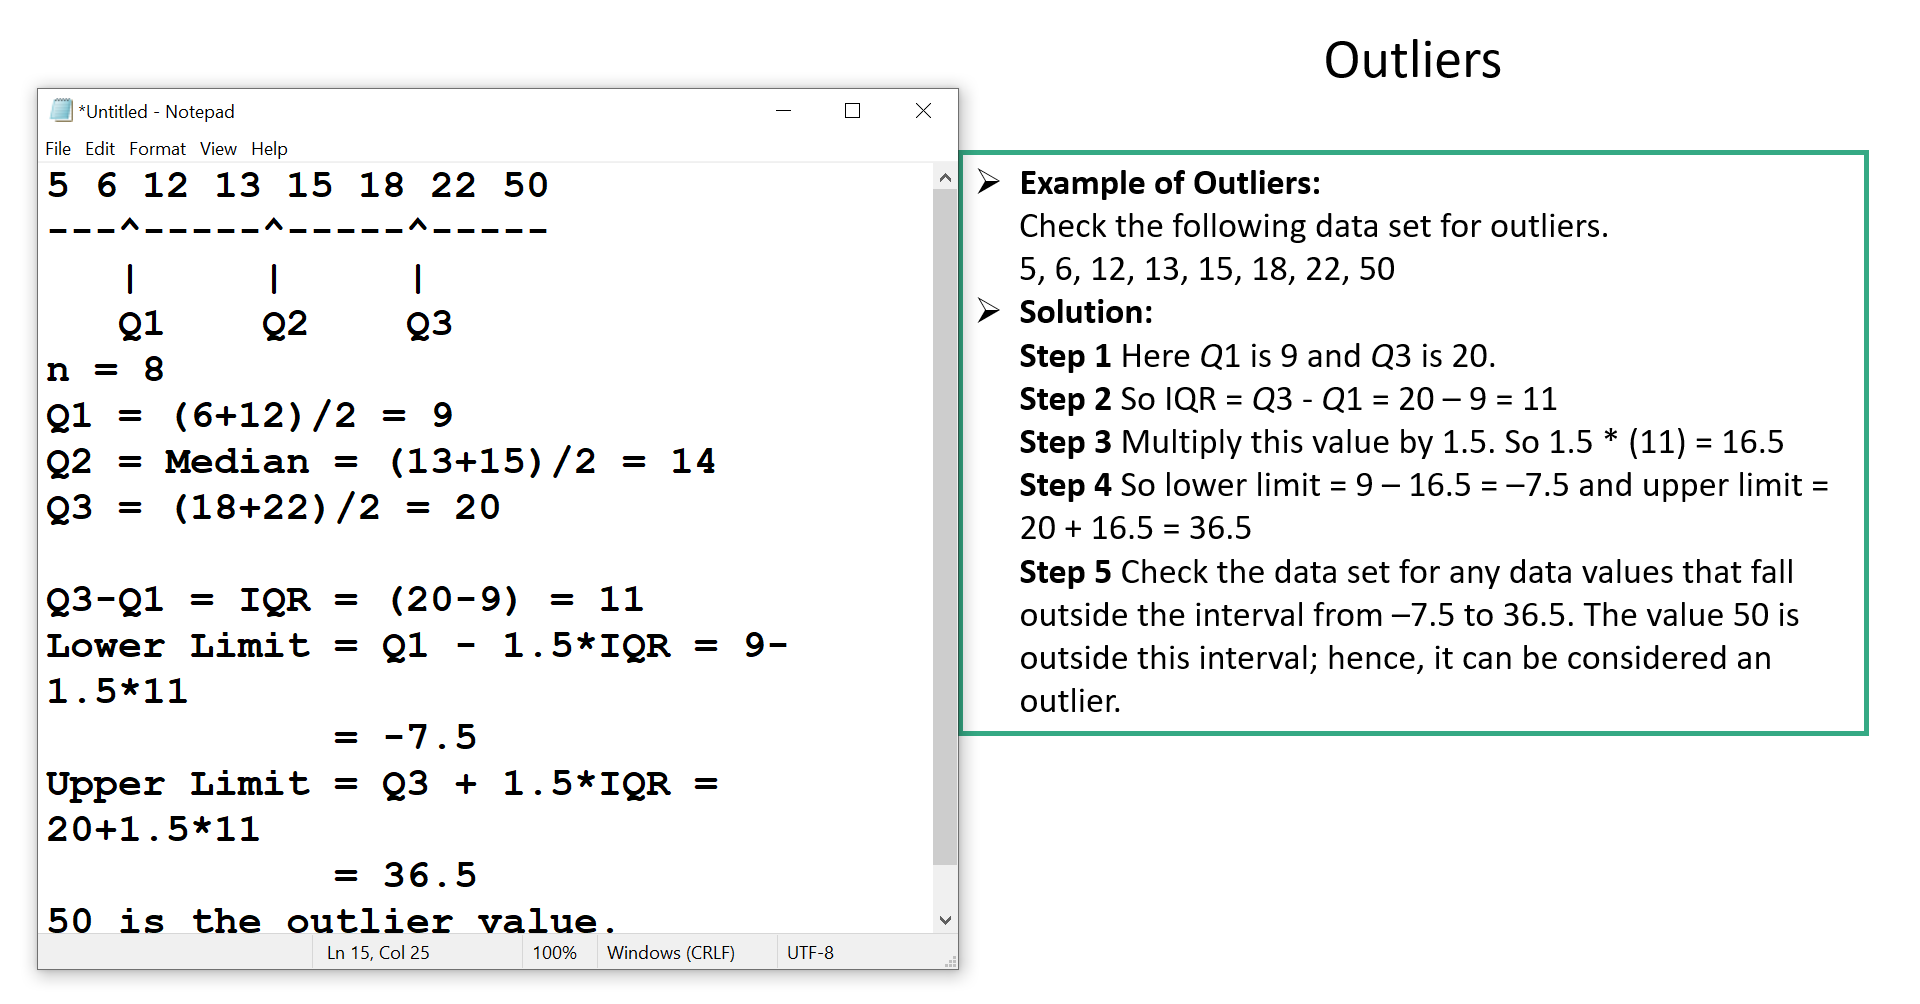 Outliers
*Untitled - Notepad
File Edit Format View Help
5 6 12 13 15 18 22 50
---^-----^-----^-----
| | |
Q1 Q2 Q3
n = 8
Q1 = (6+12)/2 = 9
Q2 = Median = (13+15)/2 = 14
Q3 = (18+22)/2 = 20
Q3-Q1 = IQR = (20-9) = 11
Lower Limit = Q1 - 1.5*IQR = 9-
1.5*11
= -7.5
Upper Limit = Q3 + 1.5*IQR =
20+1.5*11
= 36.5
50 is the outlier value.
Ln 15, Col 25 100% Windows (CRLF) UTF-8
➢ Example of Outliers:
Check the following data set for outliers.
5, 6, 12, 13, 15, 18, 22, 50
➢ Solution:
Step 1 Here Q1 is 9 and Q3 is 20.
Step 2 So IQR = Q3 - Q1 = 20 – 9 = 11
Step 3 Multiply this value by 1.5. So 1.5 * (11) = 16.5
Step 4 So lower limit = 9 – 16.5 = –7.5 and upper limit =
20 + 16.5 = 36.5
Step 5 Check the data set for any data values that fall
outside the interval from –7.5 to 36.5. The value 50 is
outside this interval; hence, it can be considered an
outlier.